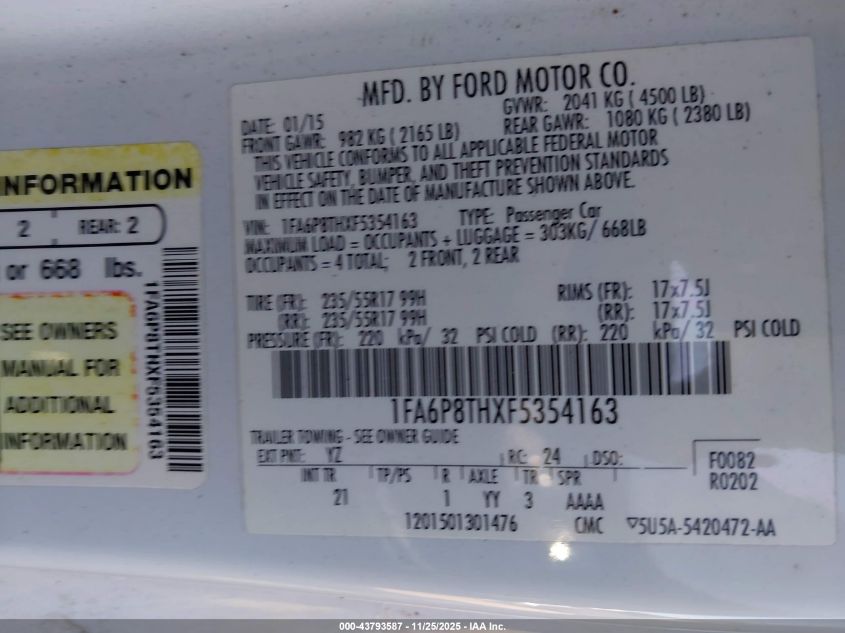 INFORMATION
2 REAR: 2
or 668 lbs.
SEE OWNERS
MANUAL FOR
ADDITIONAL
INFORMATION
1FA6P8THXF5354163
MFD. BY FORD MOTOR CO.
DATE: 01/15 GVWR: 2041 KG ( 4500 LB)
FRONT GAWR: 982 KG ( 2165 LB) REAR GAWR: 1080 KG ( 2380 LB)
THIS VEHICLE CONFORMS TO ALL APPLICABLE FEDERAL MOTOR
VEHICLE SAFETY, BUMPER, AND THEFT PREVENTION STANDARDS
IN EFFECT ON THE DATE OF MANUFACTURE SHOWN ABOVE.
VIN: 1FA6P8THXF5354163 TYPE: Passenger Car
MAXIMUM LOAD = OCCUPANTS + LUGGAGE = 303KG/ 668LB
OCCUPANTS = 4 TOTAL; 2 FRONT, 2 REAR
TIRE (FR): 235/55R17 99H RIMS (FR): 17x7.5J
(RR): 235/55R17 99H (RR): 17x7.5J
PRESSURE (FR): 220 kPa/ 32 PSI COLD (RR): 220 kPa/ 32 PSI COLD
1FA6P8THXF5354163
TRAILER TOWING - SEE OWNER GUIDE
EXT PNT: YZ RC: 24 DSO: F0082
INT TR TP/PS R AXLE TR SPR R0202
21 1 YY 3 AAAA
1201501301476 CMC ▽5U5A-5420472-AA
000-43793587 - 11/25/2025 - IAA Inc.